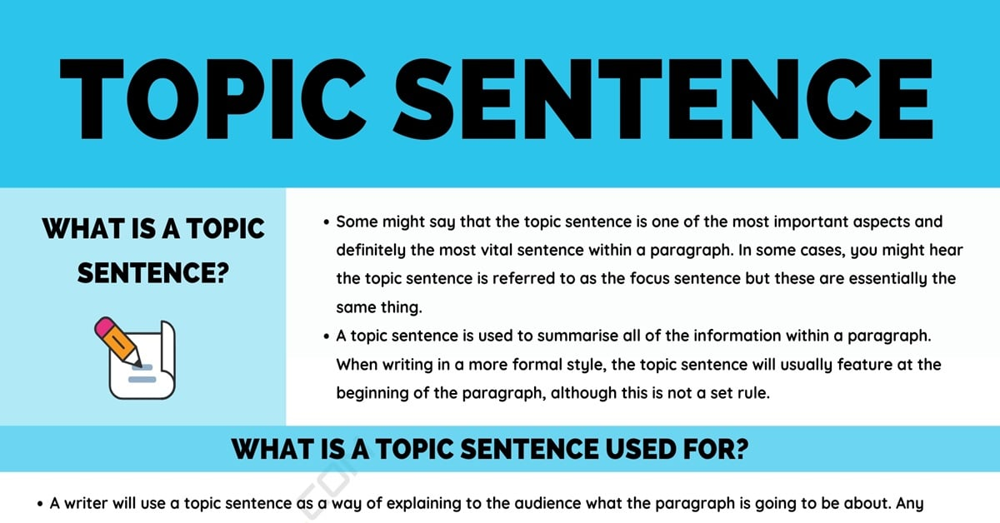 TOPIC SENTENCE
WHAT IS A TOPIC
SENTENCE?
• Some might say that the topic sentence is one of the most important aspects and
definitely the most vital sentence within a paragraph. In some cases, you might hear
the topic sentence is referred to as the focus sentence but these are essentially the
same thing.
• A topic sentence is used to summarise all of the information within a paragraph.
When writing in a more formal style, the topic sentence will usually feature at the
beginning of the paragraph, although this is not a set rule.
WHAT IS A TOPIC SENTENCE USED FOR?
• A writer will use a topic sentence as a way of explaining to the audience what the paragraph is going to be about. Any